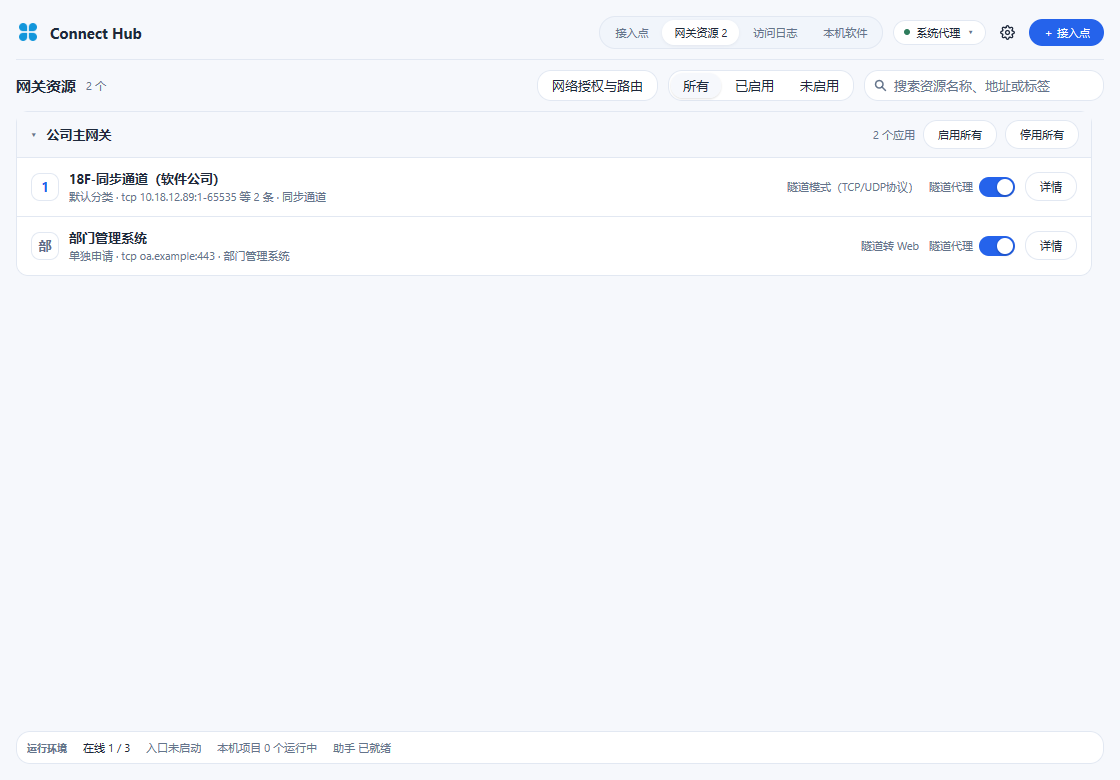 Connect Hub
接入点 网关资源 2 访问日志 本机软件 系统代理 + 接入点
网关资源 2 个 网络授权与路由 所有 已启用 未启用 搜索资源名称、地址或标签
公司主网关 2 个应用 启用所有 停用所有
1 18F-同步通道（软件公司） 隧道模式（TCP/UDP协议） 隧道代理 详情
默认分类 · tcp 10.18.12.89:1-65535 等 2 条 · 同步通道
部 部门管理系统 隧道转 Web 隧道代理 详情
单独申请 · tcp oa.example:443 · 部门管理系统
运行环境 在线 1 / 3 入口未启动 本机项目 0 个运行中 助手 已就绪